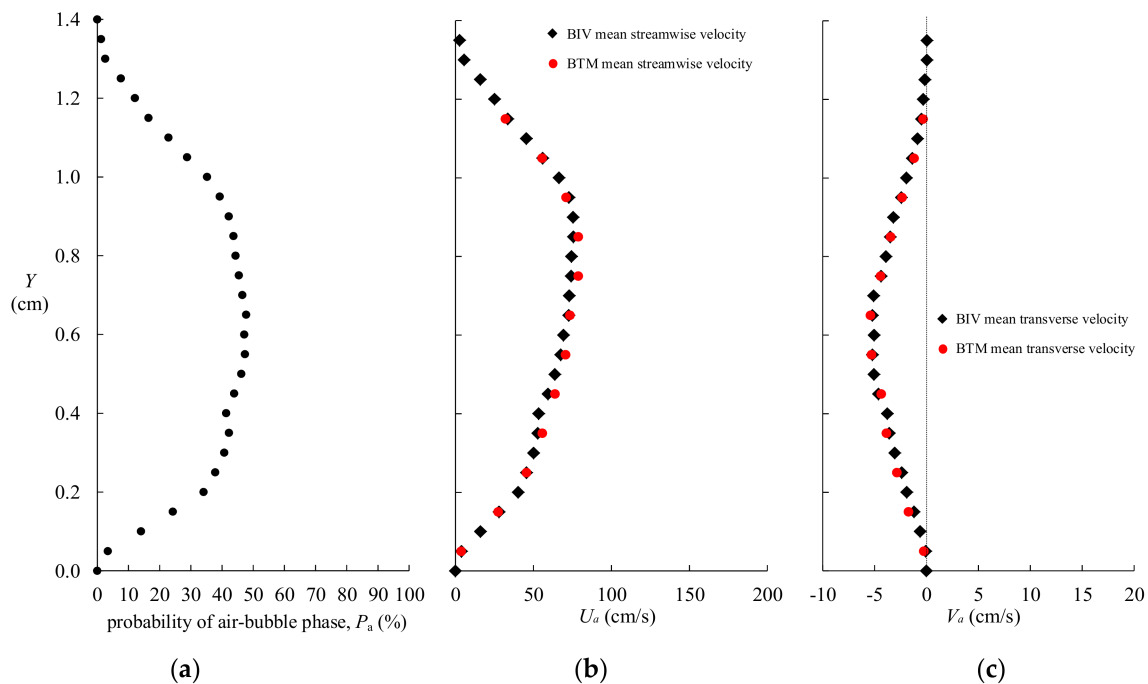 1.4
1.2
1.0
0.8
0.6
0.4
0.2
0.0
Y
(cm)
0 10 20 30 40 50 60 70 80 90 100
probability of air-bubble phase, Pa (%)
(a)
BIV mean streamwise velocity
BTM mean streamwise velocity
0 50 100 150 200
Ua (cm/s)
(b)
BIV mean transverse velocity
BTM mean transverse velocity
-10 -5 0 5 10 15 20
Va (cm/s)
(c)